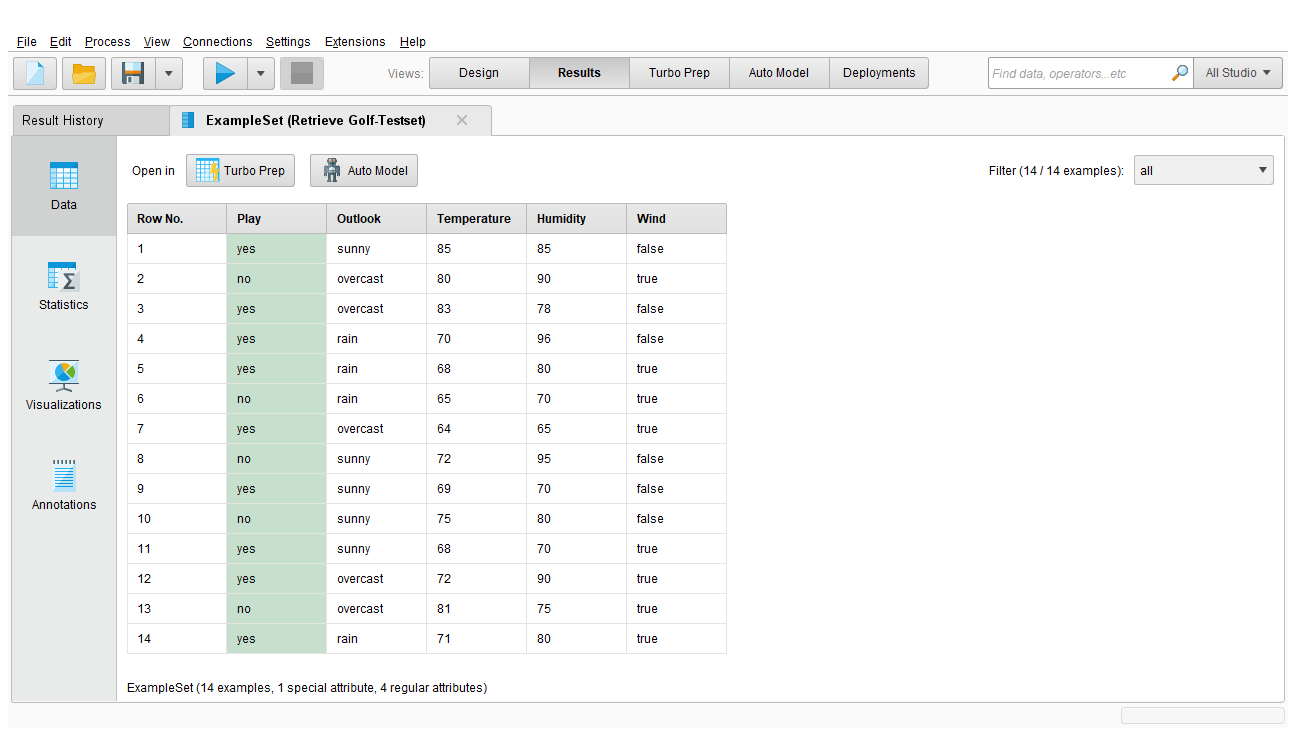 File Edit Process View Connections Settings Extensions Help
Views: Design Results Turbo Prep Auto Model Deployments Find data, operators...etc All Studio
Result History ExampleSet (Retrieve Golf-Testset)
Open in Turbo Prep Auto Model Filter (14 / 14 examples): all
Data
Statistics
Visualizations
Annotations
Row No. Play Outlook Temperature Humidity Wind
1 yes sunny 85 85 false
2 no overcast 80 90 true
3 yes overcast 83 78 false
4 yes rain 70 96 false
5 yes rain 68 80 true
6 no rain 65 70 true
7 yes overcast 64 65 true
8 no sunny 72 95 false
9 yes sunny 69 70 false
10 no sunny 75 80 false
11 yes sunny 68 70 true
12 yes overcast 72 90 true
13 no overcast 81 75 true
14 yes rain 71 80 true
ExampleSet (14 examples, 1 special attribute, 4 regular attributes)